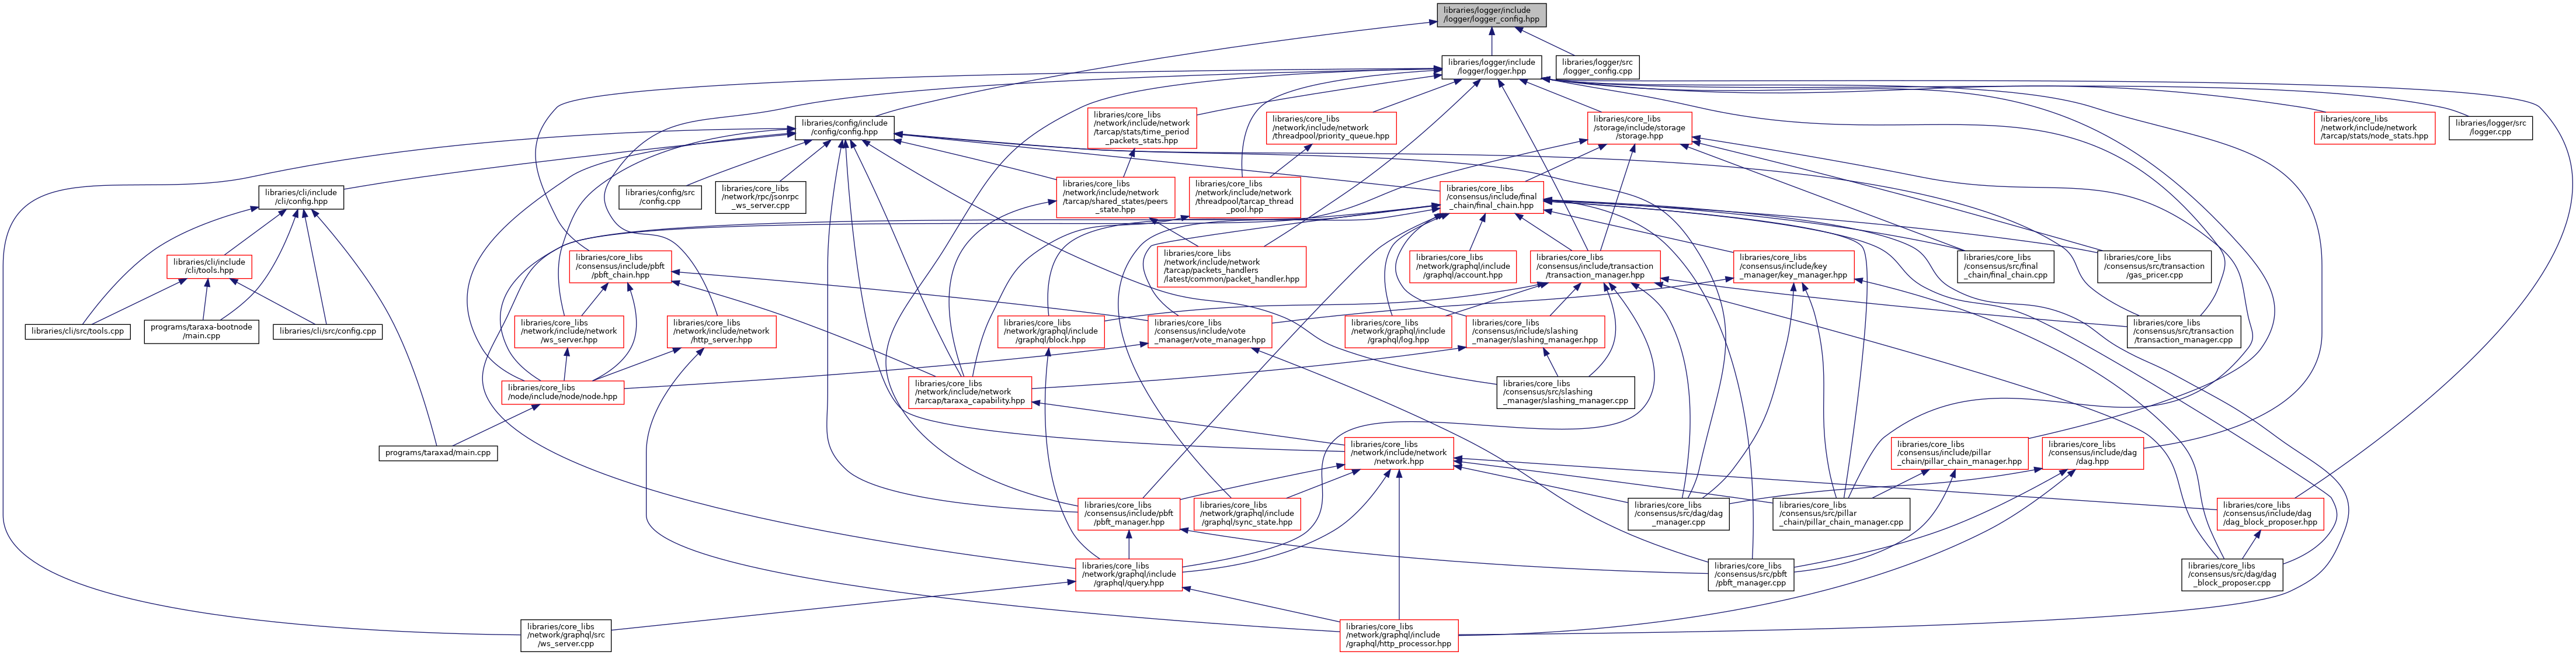 libraries/logger/include
/logger/logger_config.hpp
libraries/logger/include
/logger/logger.hpp
libraries/logger/src
/logger_config.cpp
libraries/config/include
/config/config.hpp
libraries/core_libs
/network/include/network
/tarcap/stats/time_period
_packets_stats.hpp
libraries/core_libs
/network/include/network
/threadpool/priority_queue.hpp
libraries/core_libs
/storage/include/storage
/storage.hpp
libraries/core_libs
/network/include/network
/tarcap/stats/node_stats.hpp
libraries/logger/src
/logger.cpp
libraries/cli/include
/cli/config.hpp
libraries/config/src
/config.cpp
libraries/core_libs
/network/rpc/jsonrpc
_ws_server.cpp
libraries/core_libs
/network/include/network
/tarcap/shared_states/peers
_state.hpp
libraries/core_libs
/network/include/network
/threadpool/tarcap_thread
_pool.hpp
libraries/core_libs
/consensus/include/final
_chain/final_chain.hpp
libraries/cli/include
/cli/tools.hpp
libraries/core_libs
/consensus/include/pbft
/pbft_chain.hpp
libraries/core_libs
/network/include/network
/tarcap/packets_handlers
/latest/common/packet_handler.hpp
libraries/core_libs
/network/graphql/include
/graphql/account.hpp
libraries/core_libs
/consensus/include/transaction
/transaction_manager.hpp
libraries/core_libs
/consensus/include/key
_manager/key_manager.hpp
libraries/core_libs
/consensus/src/final
_chain/final_chain.cpp
libraries/core_libs
/consensus/src/transaction
/gas_pricer.cpp
libraries/cli/src/tools.cpp
programs/taraxa-bootnode
/main.cpp
libraries/cli/src/config.cpp
libraries/core_libs
/network/include/network
/ws_server.hpp
libraries/core_libs
/network/include/network
/http_server.hpp
libraries/core_libs
/network/graphql/include
/graphql/block.hpp
libraries/core_libs
/consensus/include/vote
_manager/vote_manager.hpp
libraries/core_libs
/network/graphql/include
/graphql/log.hpp
libraries/core_libs
/consensus/include/slashing
_manager/slashing_manager.hpp
libraries/core_libs
/consensus/src/transaction
/transaction_manager.cpp
libraries/core_libs
/node/include/node/node.hpp
libraries/core_libs
/network/include/network
/tarcap/taraxa_capability.hpp
libraries/core_libs
/consensus/src/slashing
_manager/slashing_manager.cpp
programs/taraxad/main.cpp
libraries/core_libs
/network/include/network
/network.hpp
libraries/core_libs
/consensus/include/pillar
_chain/pillar_chain_manager.hpp
libraries/core_libs
/consensus/include/dag
/dag.hpp
libraries/core_libs
/consensus/include/pbft
/pbft_manager.hpp
libraries/core_libs
/network/graphql/include
/graphql/sync_state.hpp
libraries/core_libs
/consensus/src/dag/dag
_manager.cpp
libraries/core_libs
/consensus/src/pillar
_chain/pillar_chain_manager.cpp
libraries/core_libs
/consensus/include/dag
/dag_block_proposer.hpp
libraries/core_libs
/network/graphql/include
/graphql/query.hpp
libraries/core_libs
/consensus/src/pbft
/pbft_manager.cpp
libraries/core_libs
/consensus/src/dag/dag
_block_proposer.cpp
libraries/core_libs
/network/graphql/src
/ws_server.cpp
libraries/core_libs
/network/graphql/include
/graphql/http_processor.hpp